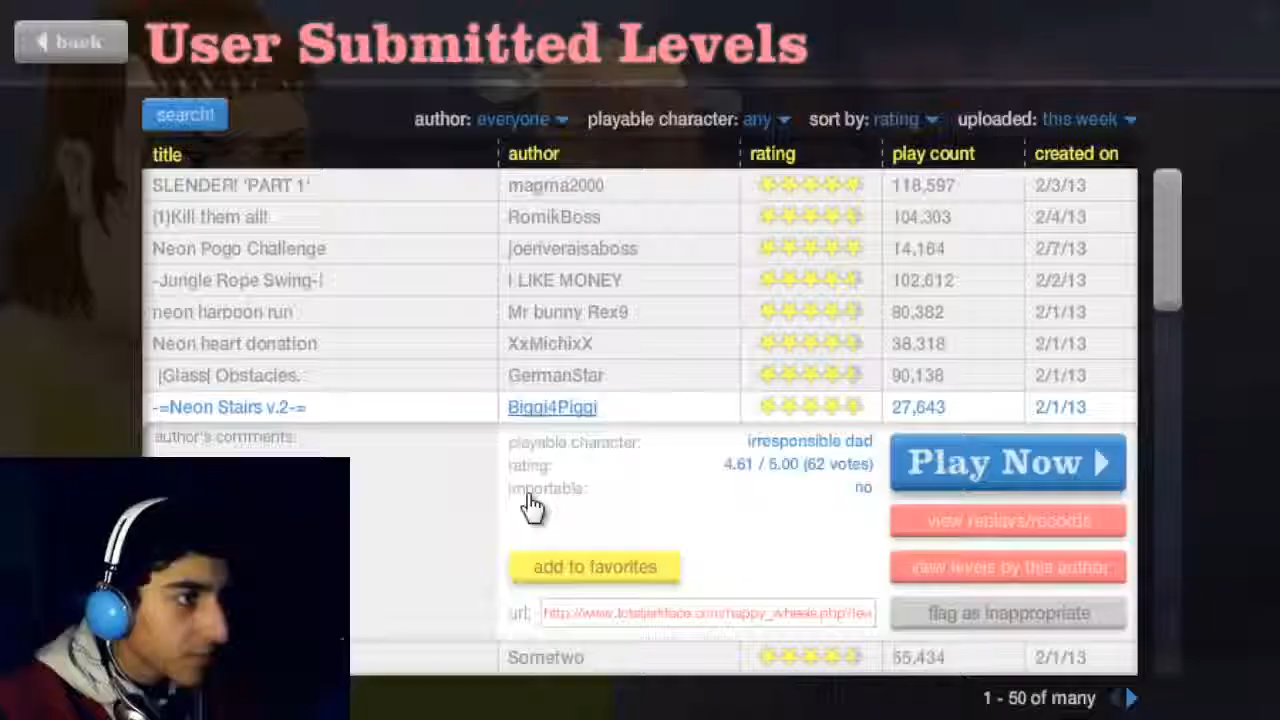 back
User Submitted Levels
search!
author: everyone playable character: any sort by: rating uploaded: this week
title author rating play count created on
SLENDER! 'PART 1' magma2000 118,597 2/3/13
(1)Kill them all! RomikBoss 104,303 2/4/13
Neon Pogo Challenge joeriveraisaboss 14,164 2/7/13
-Jungle Rope Swing-! I LIKE MONEY 102,612 2/2/13
neon harpoon run Mr bunny Rex9 80,382 2/1/13
Neon heart donation XxMichixX 38,318 2/1/13
|Glass| Obstacles. GermanStar 90,138 2/1/13
-=Neon Stairs v.2-= Biggi4Piggi 27,643 2/1/13
author's comments:
playable character: irresponsible dad
rating: 4.61 / 5.00 (62 votes)
importable: no
Play Now
view replays/records
add to favorites
view levels by this author
url: http://www.totaljerkface.com/happy_wheels.php?lev
flag as inappropriate
Sometwo 55,434 2/1/13
1 - 50 of many